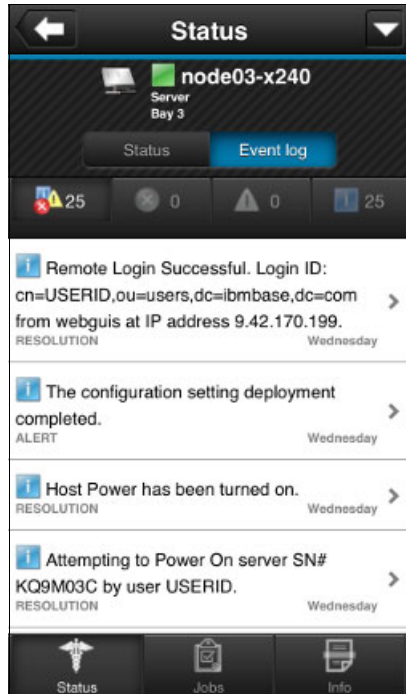 Status
node03-x240
Server
Bay 3
Status
Event log
25
0
0
25
Remote Login Successful. Login ID:
cn=USERID,ou=users,dc=ibmbase,dc=com
from webguis at IP address 9.42.170.199.
RESOLUTION
Wednesday
The configuration setting deployment
completed.
ALERT
Wednesday
Host Power has been turned on.
RESOLUTION
Wednesday
Attempting to Power On server SN#
KQ9M03C by user USERID.
RESOLUTION
Wednesday
Status
Jobs
Info